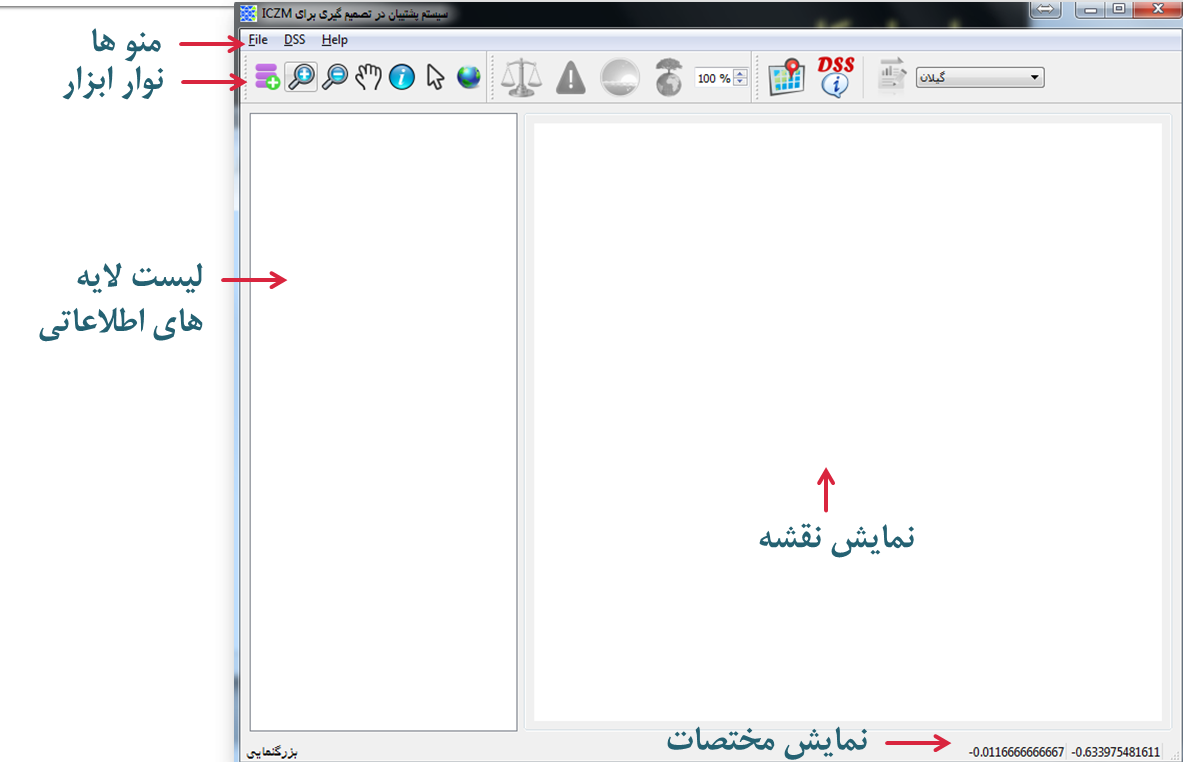 سیستم پشتیبان در تصمیم گیری برای ICZM
منو ها
File DSS Help
نوار ابزار
100 %
DSS
گیلان
لیست لایه
های اطلاعاتی
نمایش نقشه
نمایش مختصات
بزرگنمایی
-0.0116666666667 -0.633975481611